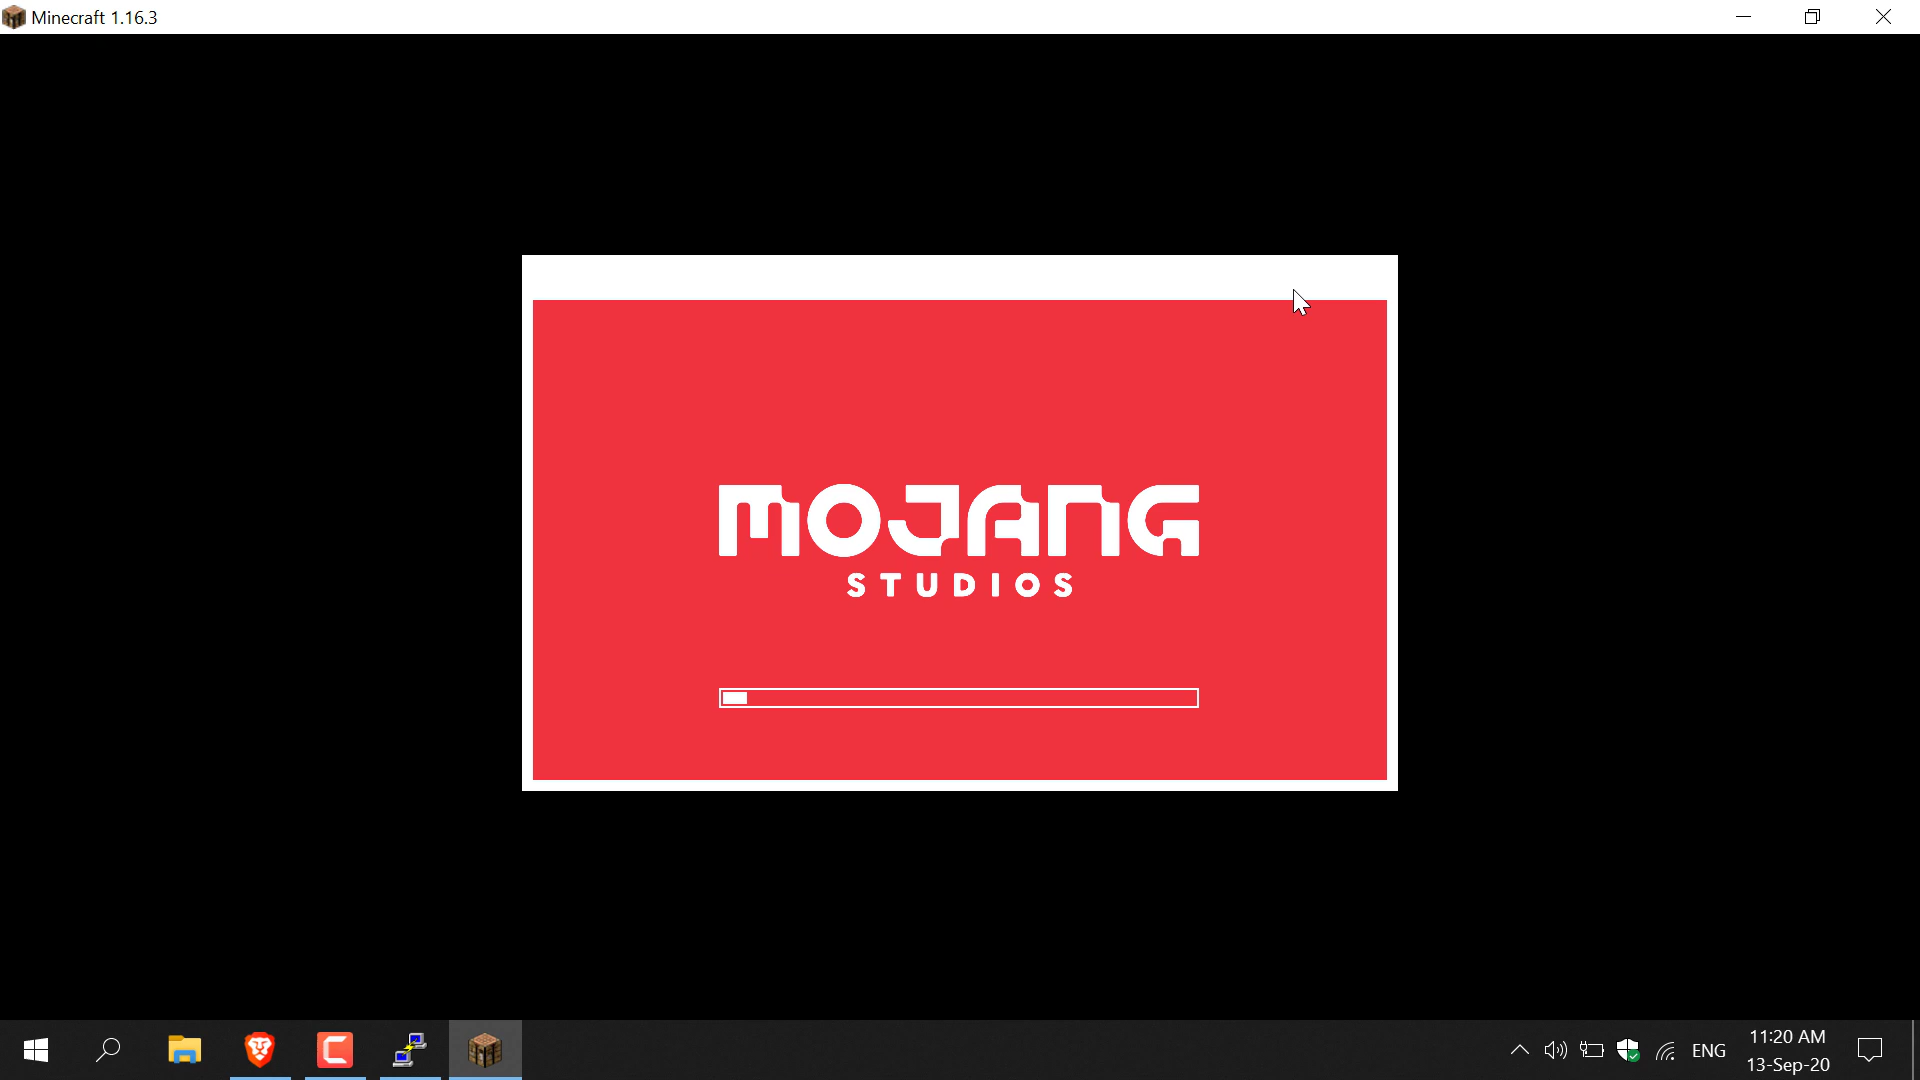 Minecraft 1.16.3
MOJANG
STUDIOS
ENG
11:20 AM
13-Sep-20